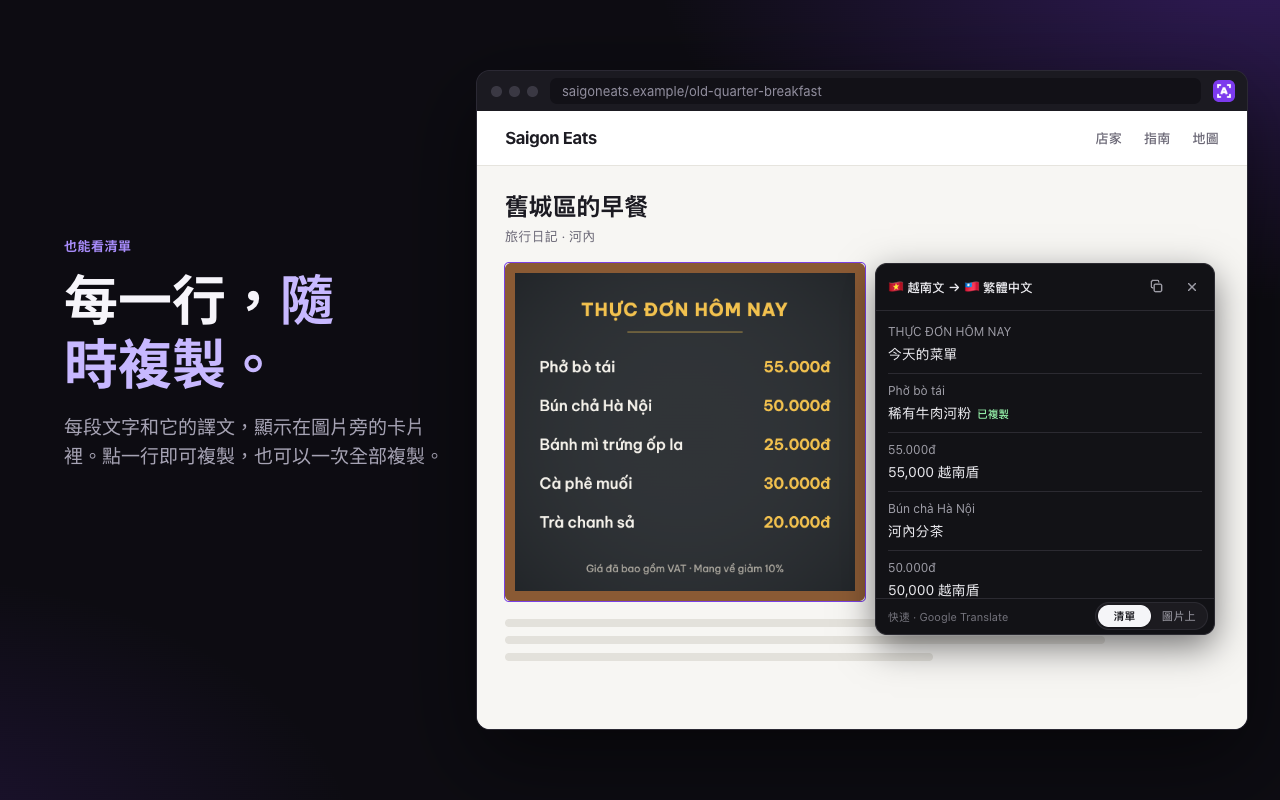 也能看清單
每一行，隨
時複製。
每段文字和它的譯文，顯示在圖片旁的卡片
裡。點一行即可複製，也可以一次全部複製。
saigoneats.example/old-quarter-breakfast
Saigon Eats
店家 指南 地圖
舊城區的早餐
旅行日記 · 河內
THỰC ĐƠN HÔM NAY
Phở bò tái 55.000đ
Bún chả Hà Nội 50.000đ
Bánh mì trứng ốp la 25.000đ
Cà phê muối 30.000đ
Trà chanh sả 20.000đ
Giá đã bao gồm VAT · Mang về giảm 10%
越南文 → 繁體中文
THỰC ĐƠN HÔM NAY
今天的菜單
Phở bò tái
稀有牛肉河粉 已複製
55.000đ
55,000 越南盾
Bún chả Hà Nội
河內分茶
50.000đ
50,000 越南盾
快速 · Google Translate
清單 圖片上